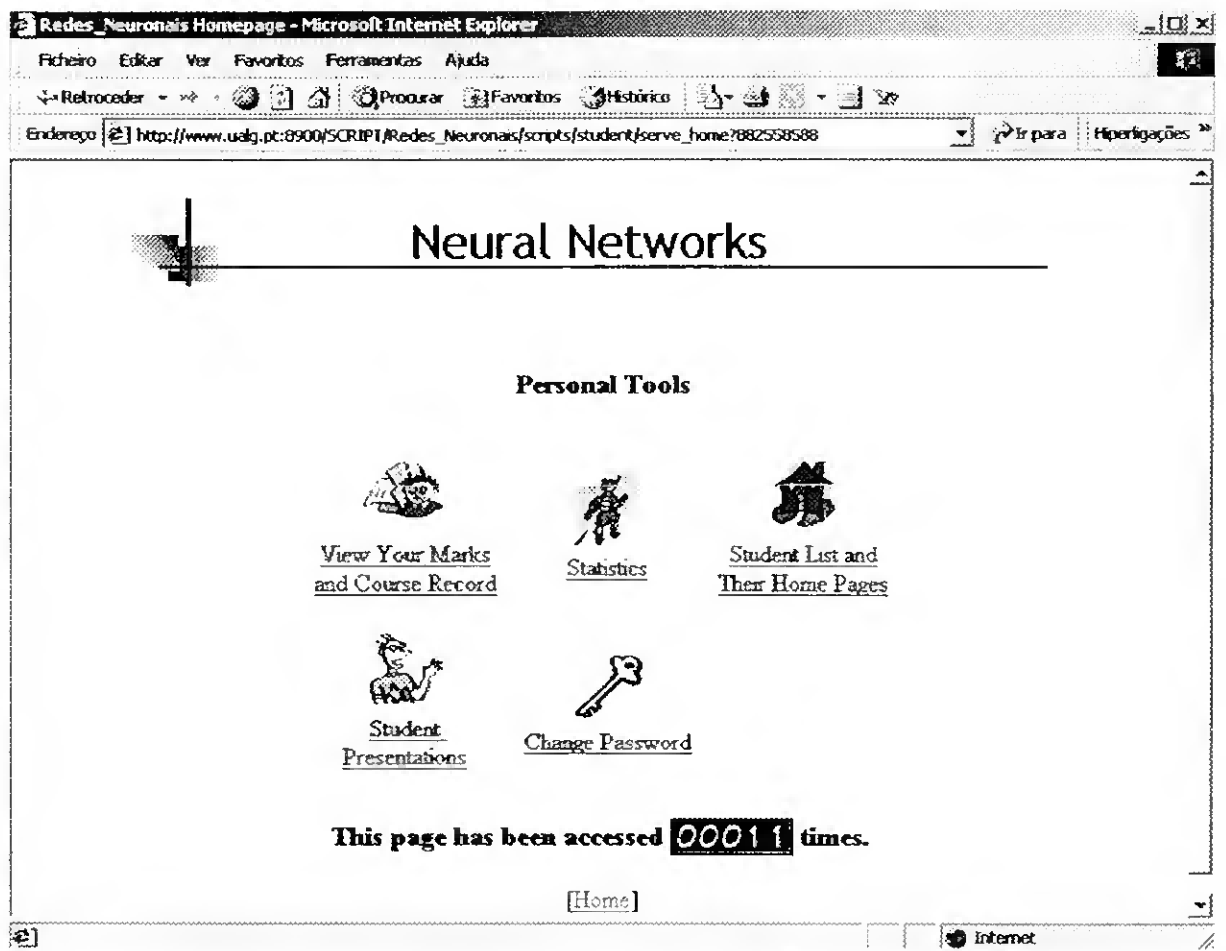 Redes_Neuronais Homepage - Microsoft Internet Explorer
Ficheiro Editar Ver Favoritos Ferramentas Ajuda
Retroceder Procurar Favoritos Histórico
Endereço http://www.ualg.pt:8900/SCRIPT/Redes_Neuronais/scripts/student/serve_home?882558588 Ir para Hiperligações »
Neural Networks
Personal Tools
View Your Marks
and Course Record
Statistics
Student List and
Their Home Pages
Student
Presentations
Change Password
This page has been accessed 00011 times.
[Home]
Internet